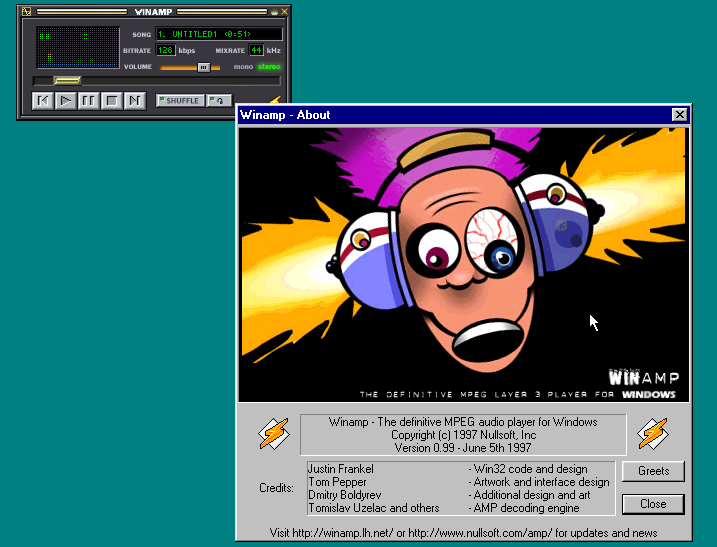 WINAMP
SONG 1. UNTITLED1 <0:51>
BITRATE 128 kbps MIXRATE 44 kHz
VOLUME mono stereo
SHUFFLE
Winamp - About
WINAMP
THE DEFINITIVE MPEG LAYER 3 PLAYER FOR WINDOWS
Winamp - The definitive MPEG audio player for Windows
Copyright (c) 1997 Nullsoft, Inc
Version 0.99 - June 5th 1997
Credits:
Justin Frankel - Win32 code and design
Tom Pepper - Artwork and interface design
Dmitry Boldyrev - Additional design and art
Tomislav Uzelac and others - AMP decoding engine
Greets
Close
Visit http://winamp.lh.net/ or http://www.nullsoft.com/amp/ for updates and news